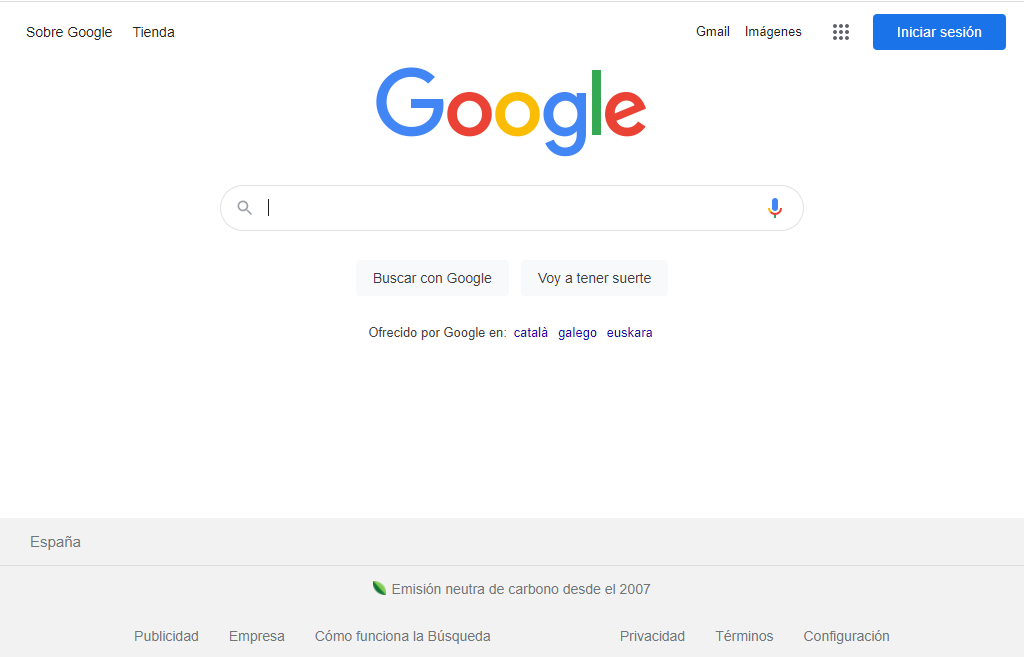 Sobre Google Tienda Gmail Imágenes Iniciar sesión
Google
Buscar con Google Voy a tener suerte
Ofrecido por Google en: català galego euskara
España
Emisión neutra de carbono desde el 2007
Publicidad Empresa Cómo funciona la Búsqueda Privacidad Términos Configuración